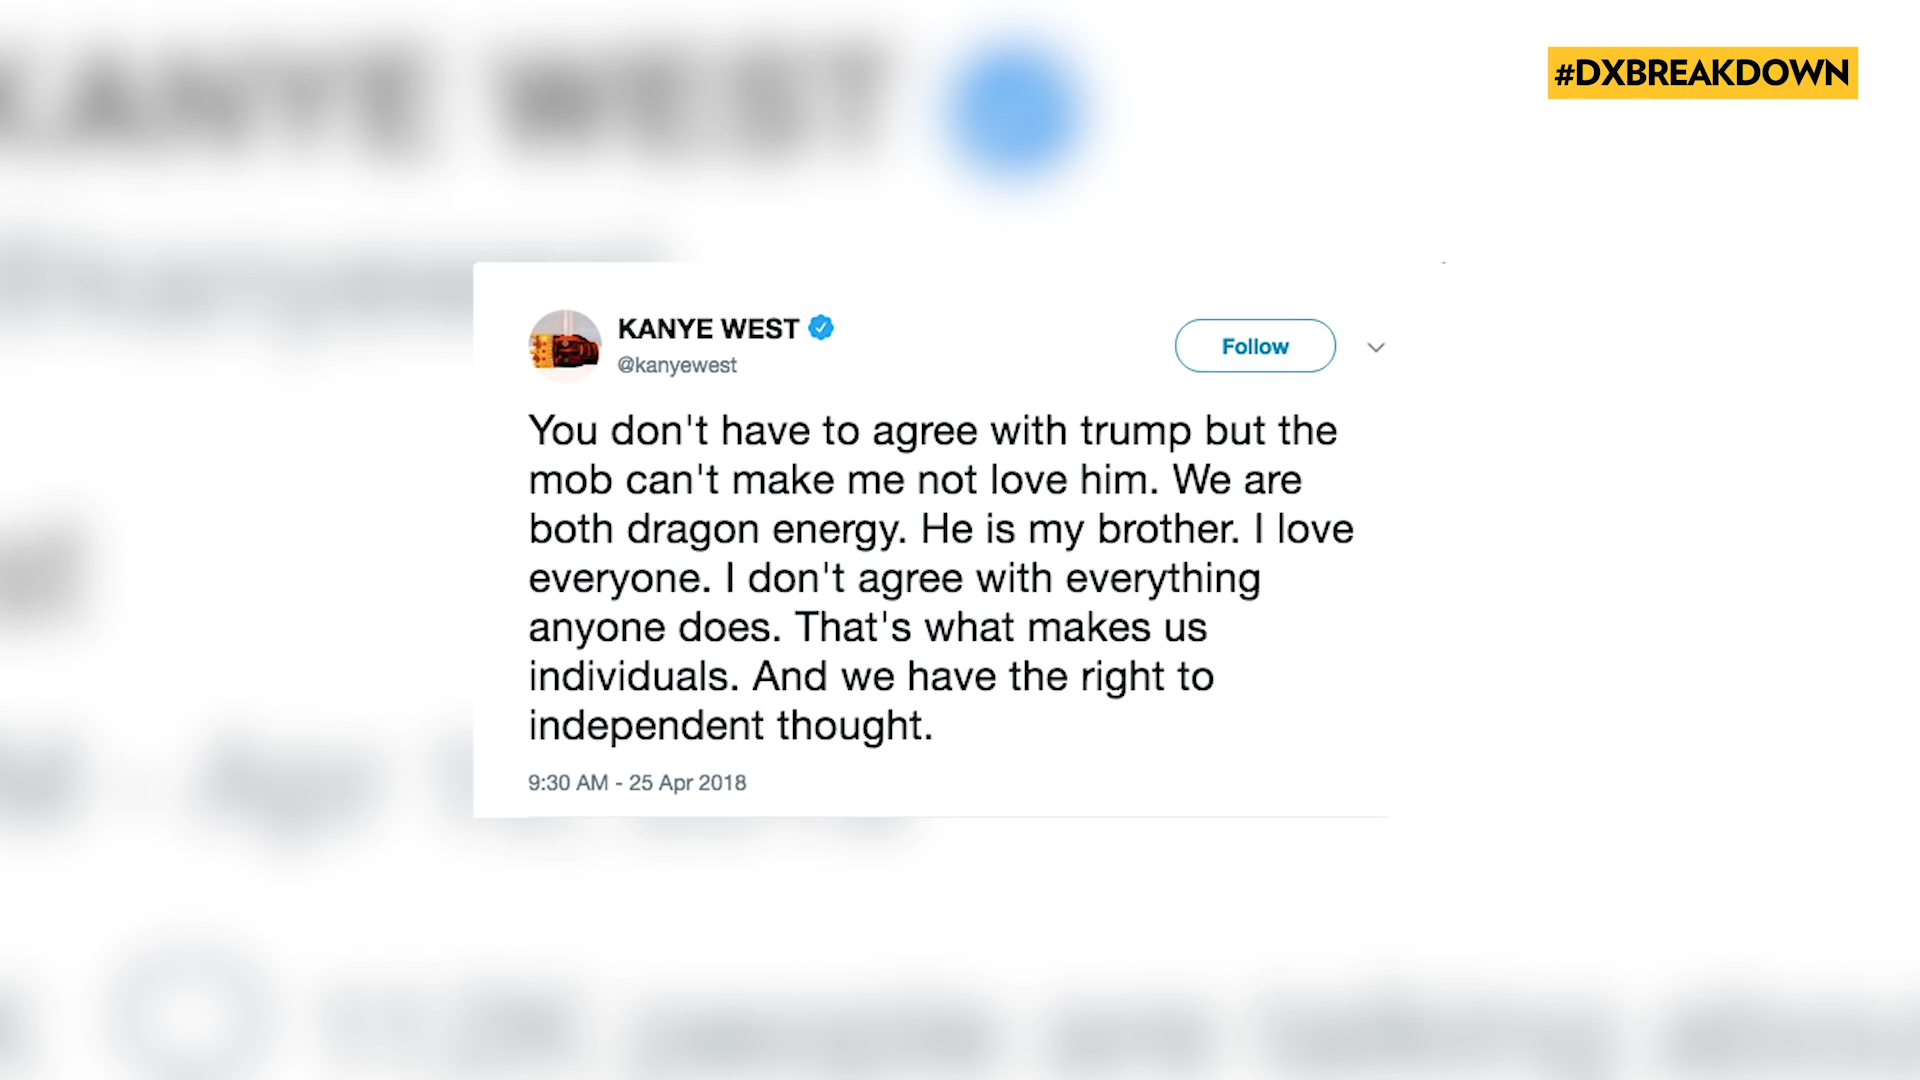 #DXBREAKDOWN
KANYE WEST
KANYE WEST
@kanyewest
Follow
You don't have to agree with trump but the
mob can't make me not love him. We are
both dragon energy. He is my brother. I love
everyone. I don't agree with everything
anyone does. That's what makes us
individuals. And we have the right to
independent thought.
9:30 AM - 25 Apr 2018